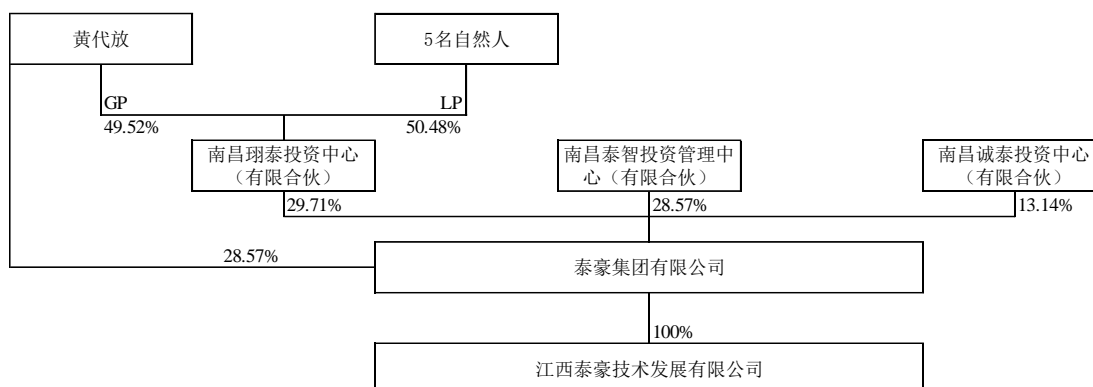 黄代放
5名自然人
GP
LP
49.52%
50.48%
南昌珝泰投资中心
（有限合伙）
南昌泰智投资管理中
心（有限合伙）
南昌诚泰投资中心
（有限合伙）
29.71%
28.57%
13.14%
28.57%
泰豪集团有限公司
100%
江西泰豪技术发展有限公司